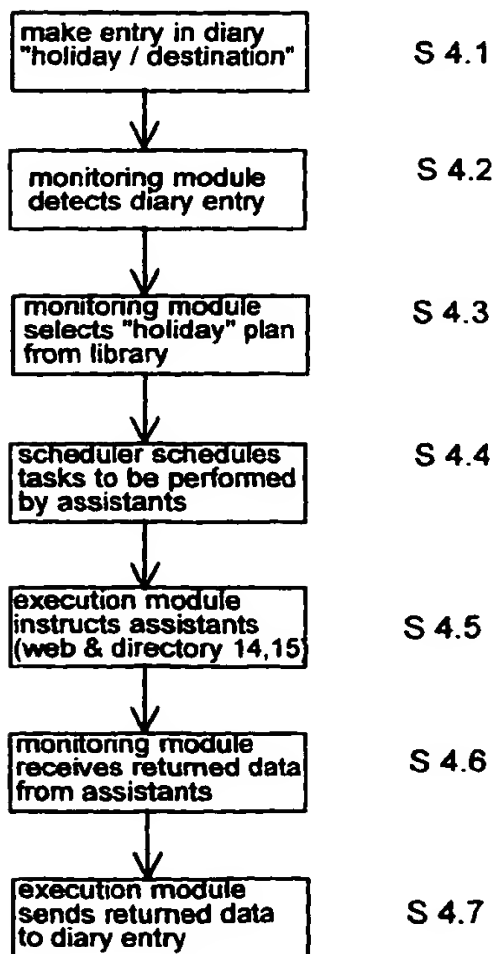 make entry in diary
"holiday / destination"
S 4.1
monitoring module
detects diary entry
S 4.2
monitoring module
selects "holiday" plan
from library
S 4.3
scheduler schedules
tasks to be performed
by assistants
S 4.4
execution module
instructs assistants
(web & directory 14,15)
S 4.5
monitoring module
receives returned data
from assistants
S 4.6
execution module
sends returned data
to diary entry
S 4.7